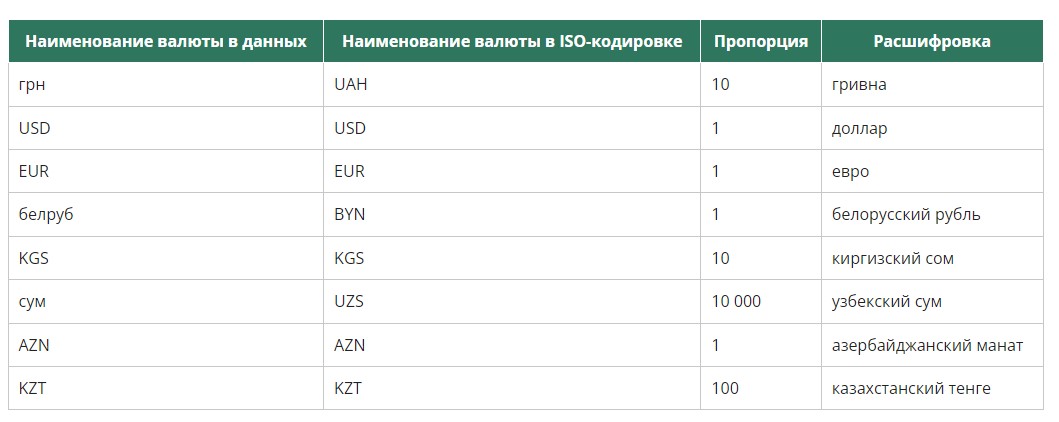 Наименование валюты в данных Наименование валюты в ISO-кодировке Пропорция Расшифровка
грн UAH 10 гривна
USD USD 1 доллар
EUR EUR 1 евро
белруб BYN 1 белорусский рубль
KGS KGS 10 киргизский сом
сум UZS 10 000 узбекский сум
AZN AZN 1 азербайджанский манат
KZT KZT 100 казахстанский тенге